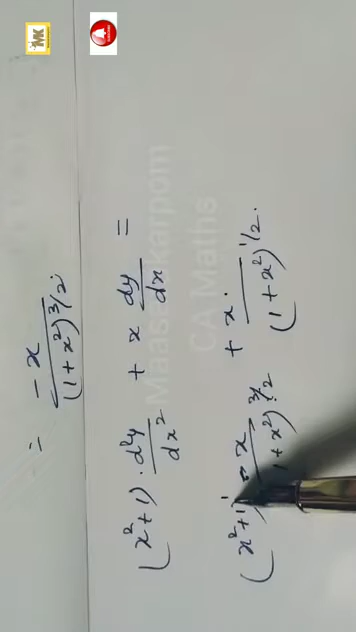 = -x / (1+x²)^3/2.
(x²+1) · d²y/dx² + x dy/dx =
(x²+1)' · -x / (1+x²)^3/2 + x · / (1+x²)^1/2.
CA Maths
MK